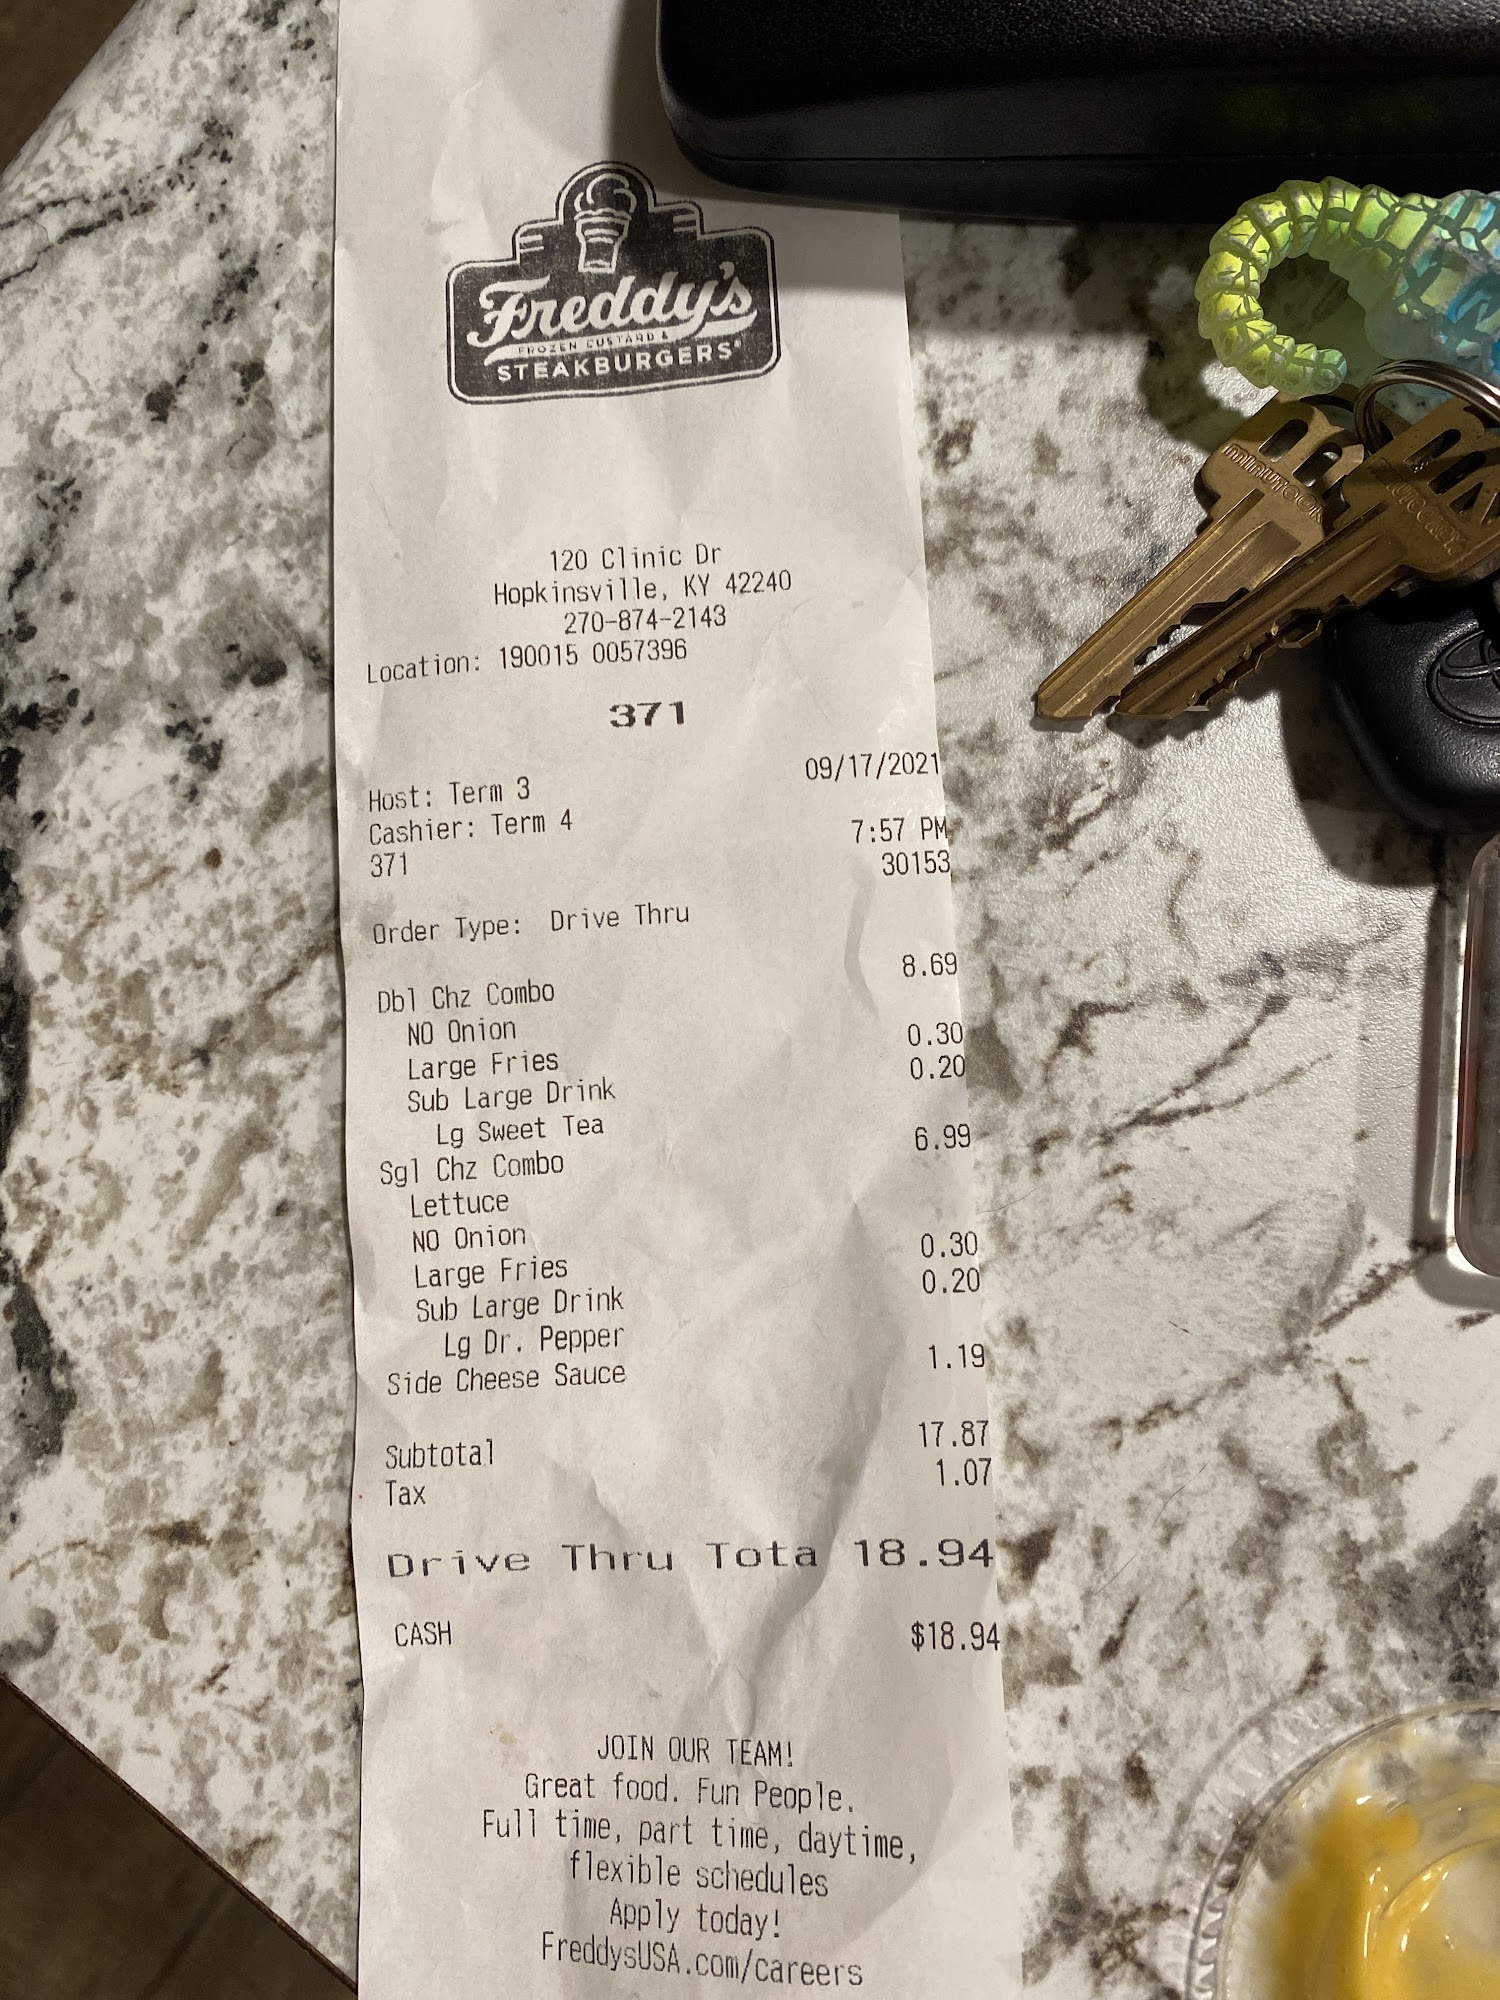 Freddy's
FROZEN CUSTARD &
STEAKBURGERS®
120 Clinic Dr
Hopkinsville, KY 42240
270-874-2143
Location: 190015 0057396
371
09/17/2021
Host: Term 3
Cashier: Term 4 7:57 PM
371 30153
Order Type: Drive Thru
Dbl Chz Combo 8.69
NO Onion
Large Fries 0.30
Sub Large Drink 0.20
Lg Sweet Tea
Sgl Chz Combo 6.99
Lettuce
NO Onion
Large Fries 0.30
Sub Large Drink 0.20
Lg Dr. Pepper
Side Cheese Sauce 1.19
Subtotal 17.87
Tax 1.07
Drive Thru Tota 18.94
CASH $18.94
JOIN OUR TEAM!
Great food. Fun People.
Full time, part time, daytime,
flexible schedules
Apply today!
FreddysUSA.com/careers